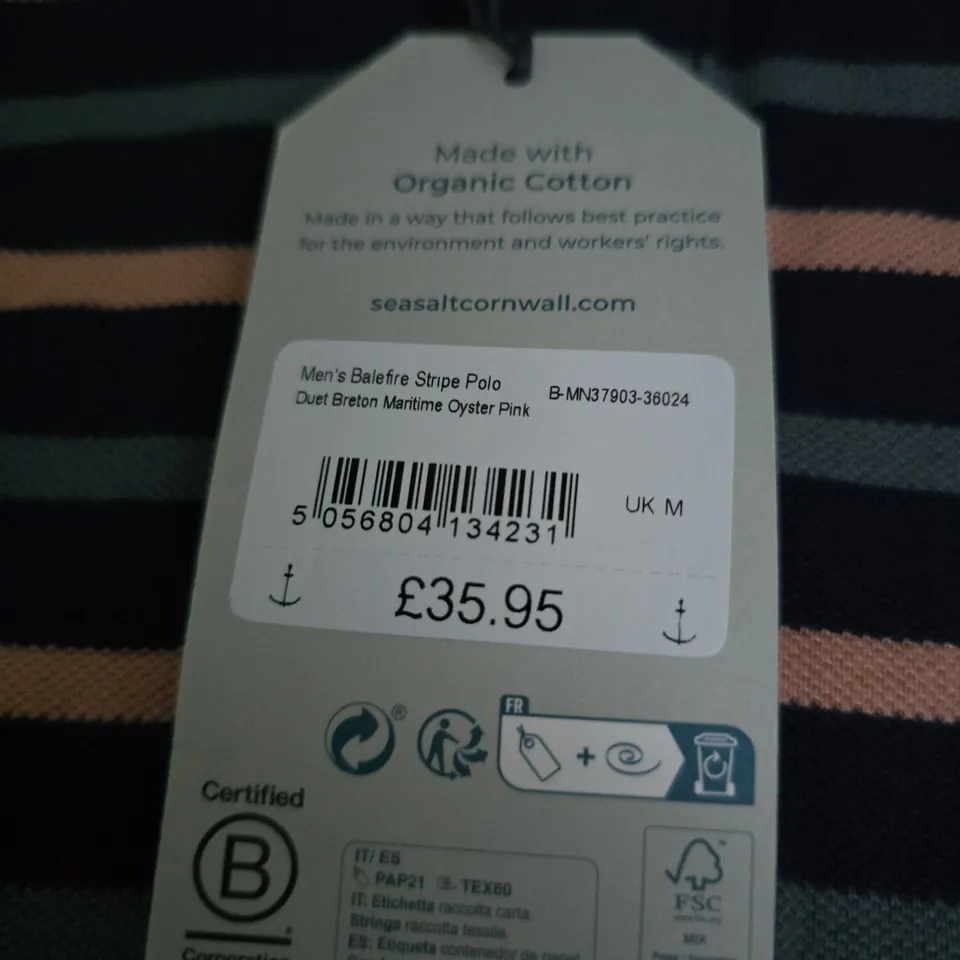 Made with
Organic Cotton
Made in a way that follows best practice
for the environment and workers' rights.
seasaltcornwall.com
Men's Balefire Stripe Polo
Duet Breton Maritime Oyster Pink
B-MN37903-36024
5 056804 134231
UK M
£35.95
®
FR
+
Certified
B
Corporation
IT/ ES
PAP21 TEX60
IT: Etichetta raccolta carta.
Stringa raccolta tessile.
ES: Etiqueta contenedor de papel
FSC
MIX